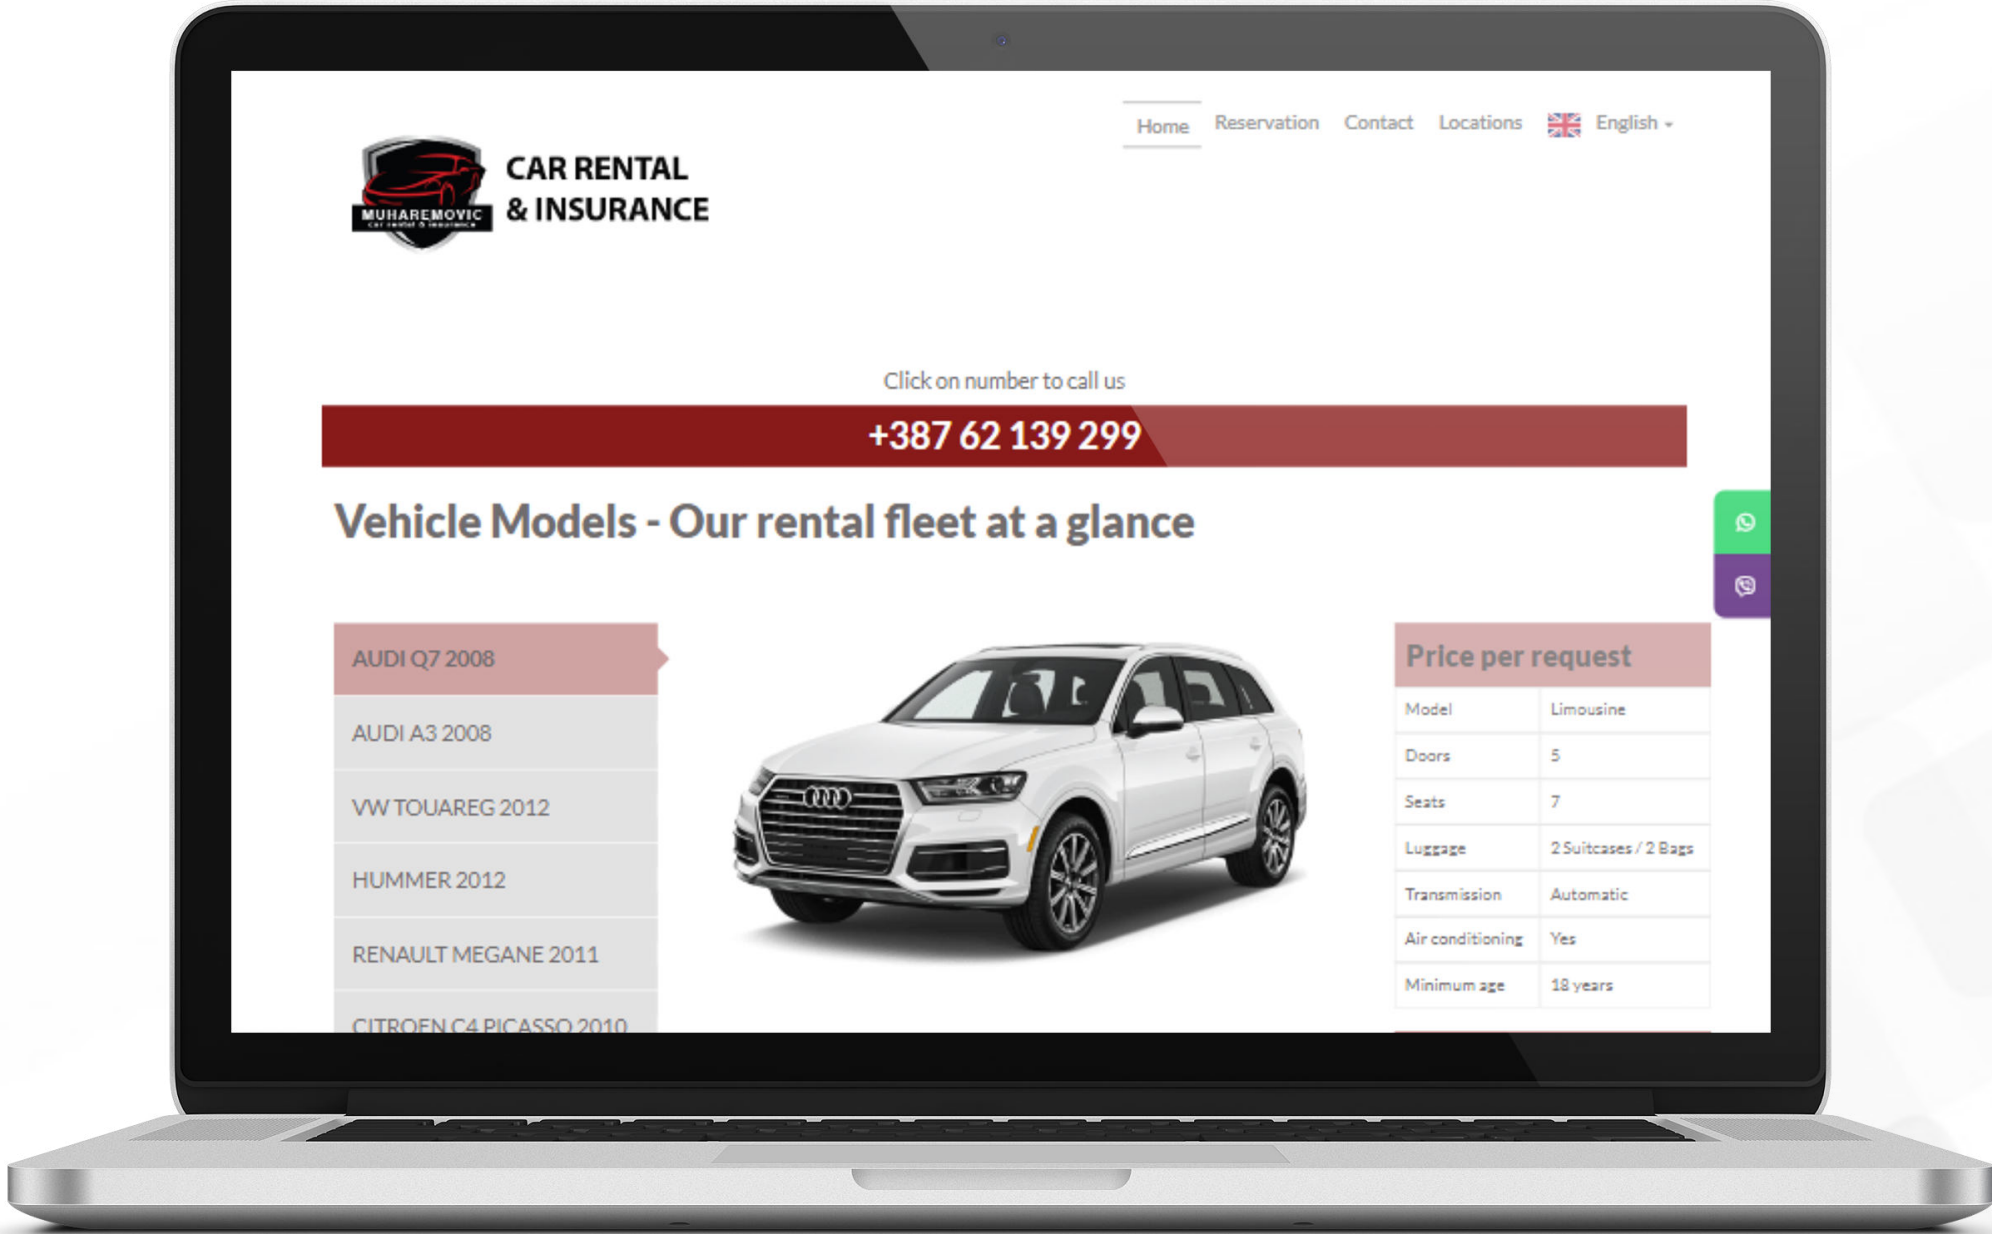 Home
Reservation
Contact
Locations
English
CAR RENTAL
& INSURANCE
MUHAREMOVIC
car rental & insurance
Click on number to call us
+387 62 139 299
Vehicle Models - Our rental fleet at a glance
AUDI Q7 2008
AUDI A3 2008
VW TOUAREG 2012
HUMMER 2012
RENAULT MEGANE 2011
CITROEN C4 PICASSO 2010
Price per request
Model Limousine
Doors 5
Seats 7
Luggage 2 Suitcases / 2 Bags
Transmission Automatic
Air conditioning Yes
Minimum age 18 years